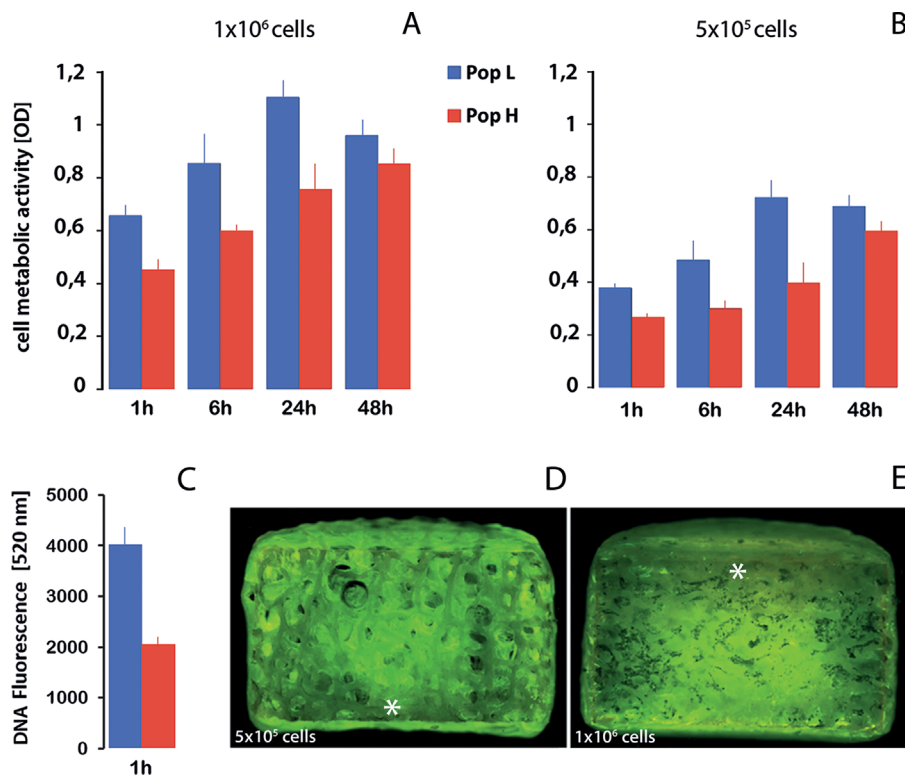 1x10⁶ cells
A
5x10⁵ cells
B
cell metabolic activity [OD]
1,2
1
0,8
0,6
0,4
0,2
0
1h
6h
24h
48h
Pop L
Pop H
1,2
1
0,8
0,6
0,4
0,2
0
1h
6h
24h
48h
C
DNA Fluorescence [520 nm]
5000
4000
3000
2000
1000
0
1h
D
*
5x10⁵ cells
E
*
1x10⁶ cells